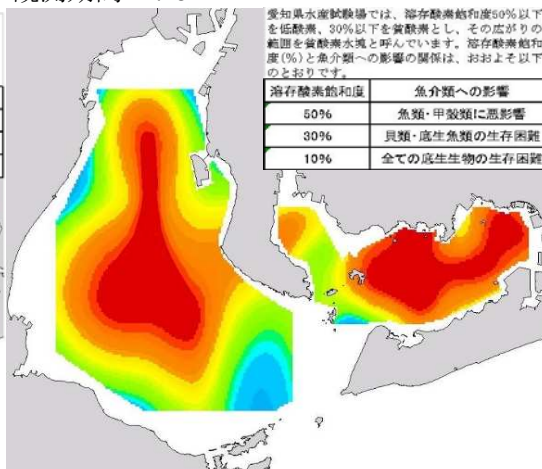 愛知県水産試験場では、溶存酸素飽和度50%以下
を低酸素、30%以下を貧酸素とし、その広がりの
範囲を貧酸素水塊と呼んでいます。溶存酸素飽和
度(%)と魚介類への影響の関係は、おおよそ以下
のとおりです。
溶存酸素飽和度 魚介類への影響
50% 魚類・甲殻類に悪影響
30% 貝類・底生魚類の生存困難
10% 全ての底生生物の生存困難